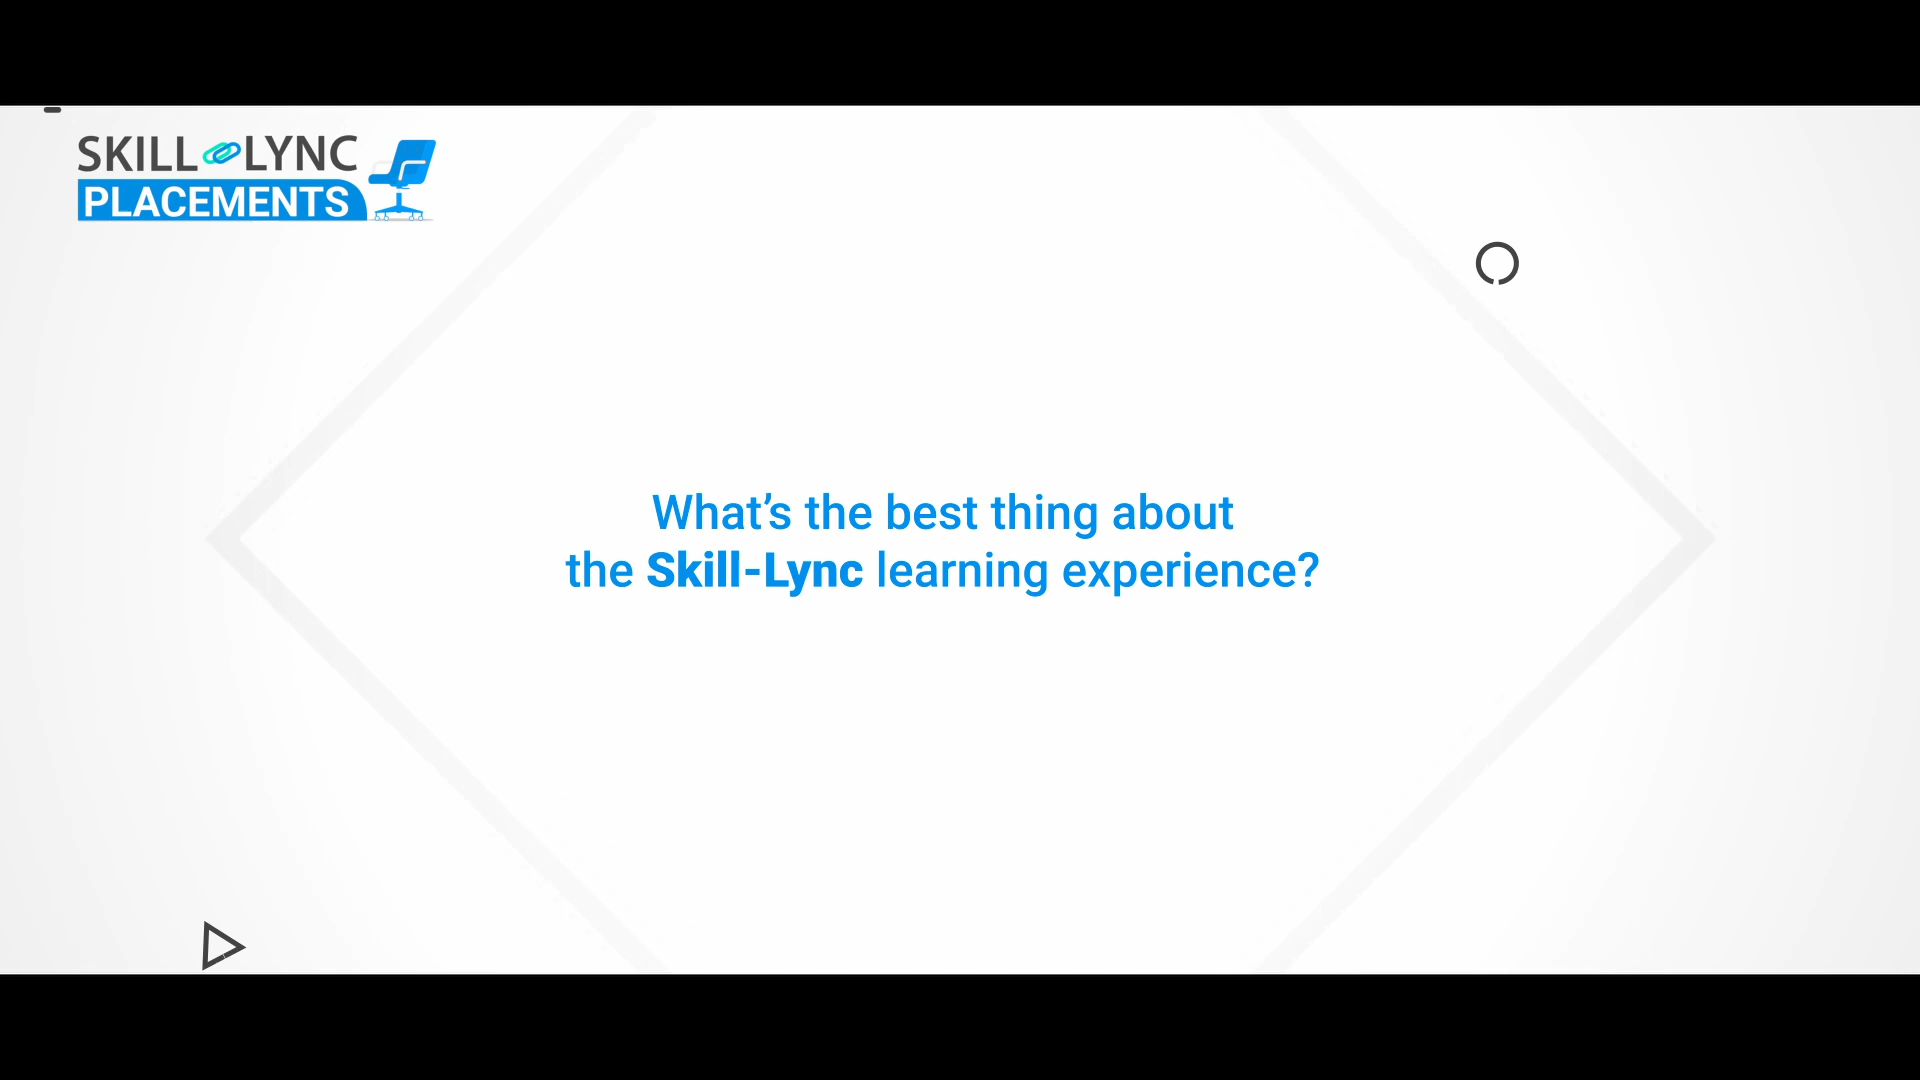 SKILL LYNC
PLACEMENTS
What’s the best thing about
the Skill-Lync learning experience?